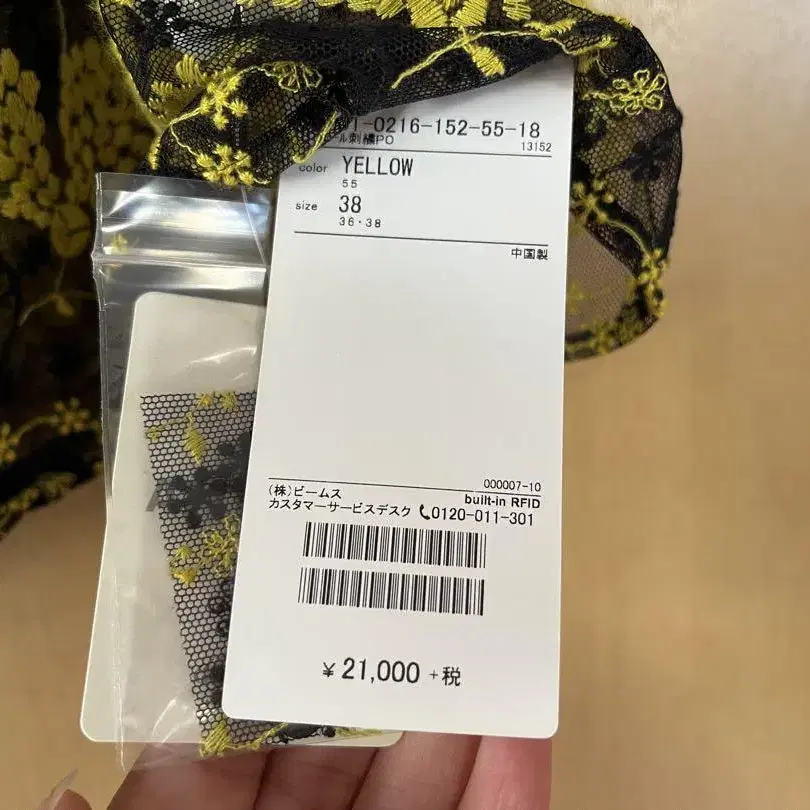 1-0216-152-55-18
ル刺繍PO
13152
color YELLOW
55
size 38
36・38
中国製
000007-10
built-in RFID
(株)ビームス
カスタマーサービスデスク 0120-011-301
¥ 21,000 +税